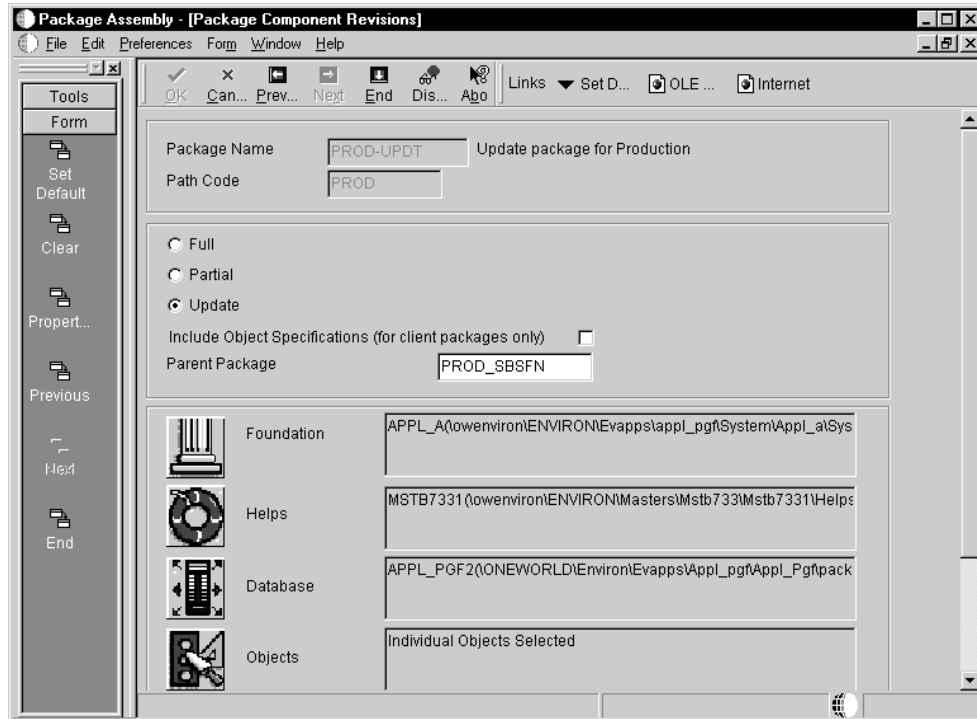 Package Assembly - [Package Component Revisions]
File Edit Preferences Form Window Help
Tools
Form
Set Default
Clear
Propert...
Previous
Next
End
OK Can... Prev... Next End Dis... Abo Links Set D... OLE ... Internet
Package Name PROD-UPDT Update package for Production
Path Code PROD
Full
Partial
Update
Include Object Specifications (for client packages only)
Parent Package PROD_SBSFN
Foundation APPL_A(\owenviron\ENVIRON\Evapps\appl_pgf\System\Appl_a\Sys
Helps MSTB7331(\owenviron\ENVIRON\Masters\Mstb733\Mstb7331\Helps
Database APPL_PGF2(\ONEWORLD\Environ\Evapps\Appl_pgf\Appl_Pgf\pack
Objects Individual Objects Selected